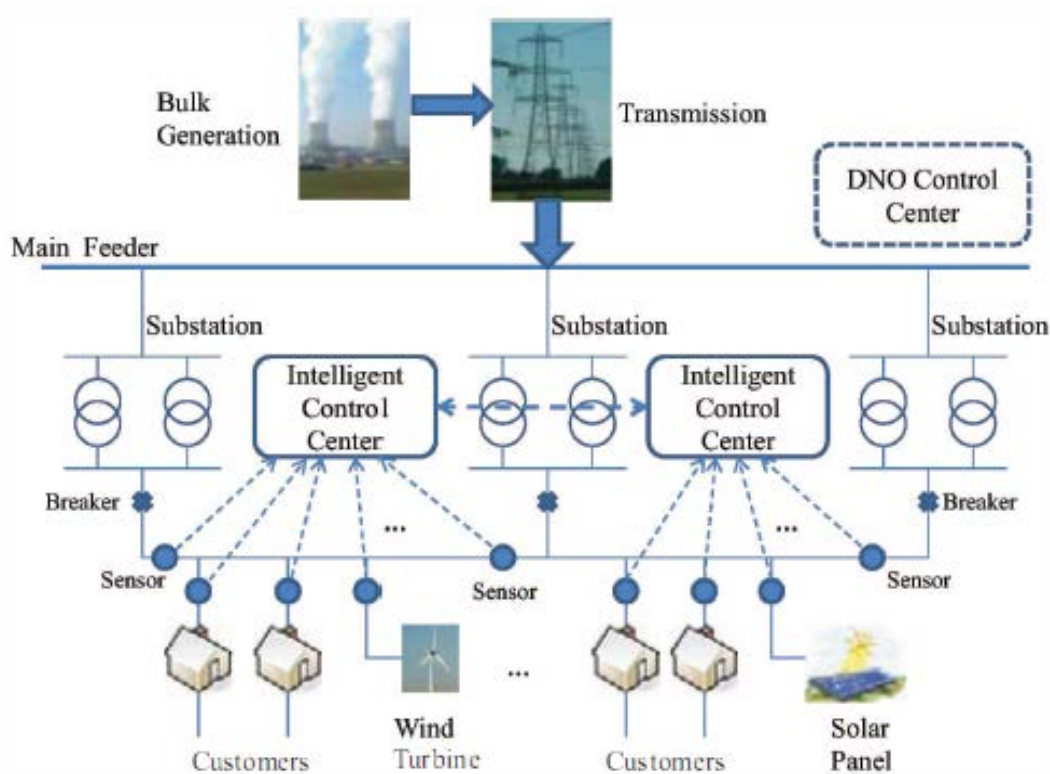 Bulk
Generation
Transmission
DNO Control
Center
Main Feeder
Substation
Substation
Substation
Intelligent
Control
Center
Intelligent
Control
Center
Breaker
Breaker
...
...
Sensor
Sensor
Sensor
...
Customers
Wind
Turbine
Customers
Solar
Panel